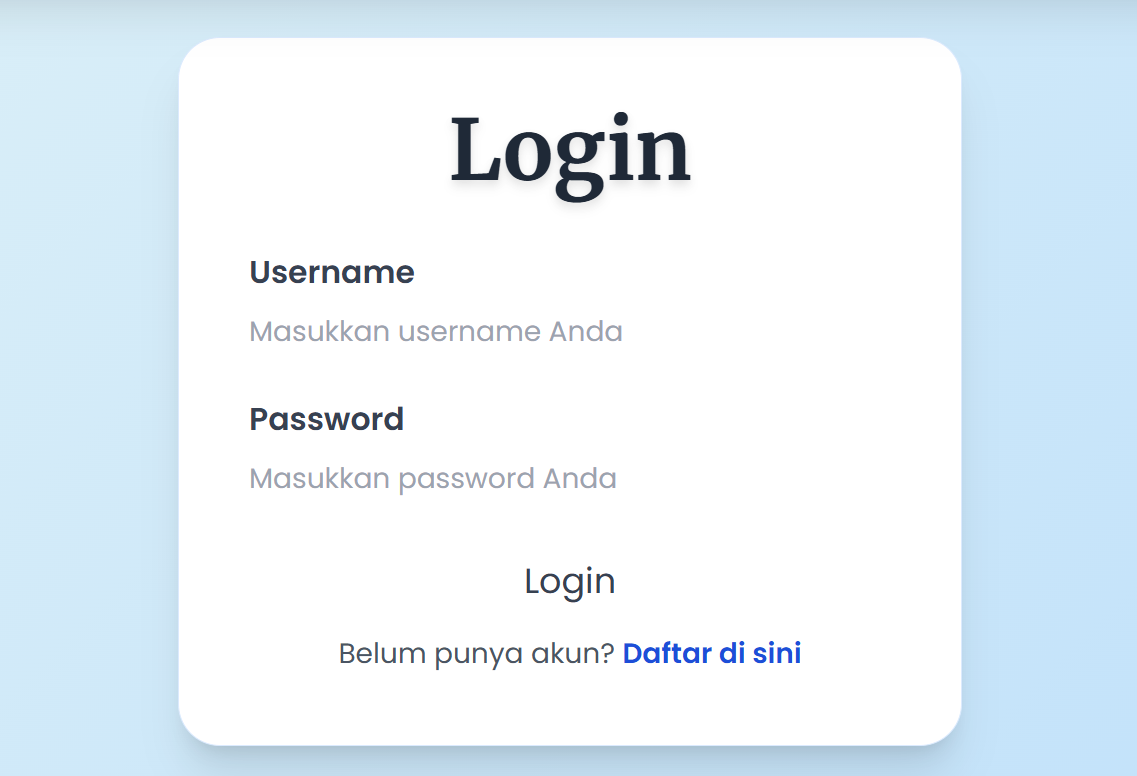 Login
Username
Masukkan username Anda
Password
Masukkan password Anda
Login
Belum punya akun? Daftar di sini